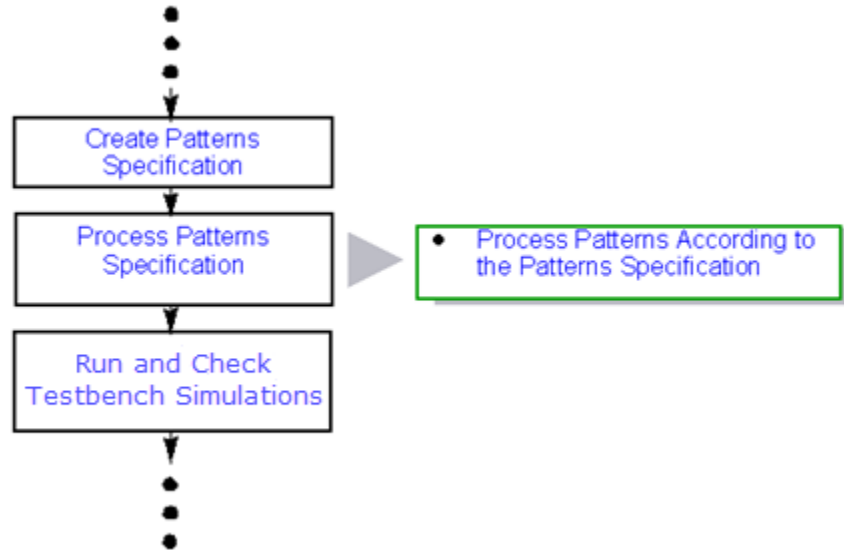 Create Patterns
Specification
Process Patterns
Specification
• Process Patterns According to
the Patterns Specification
Run and Check
Testbench Simulations